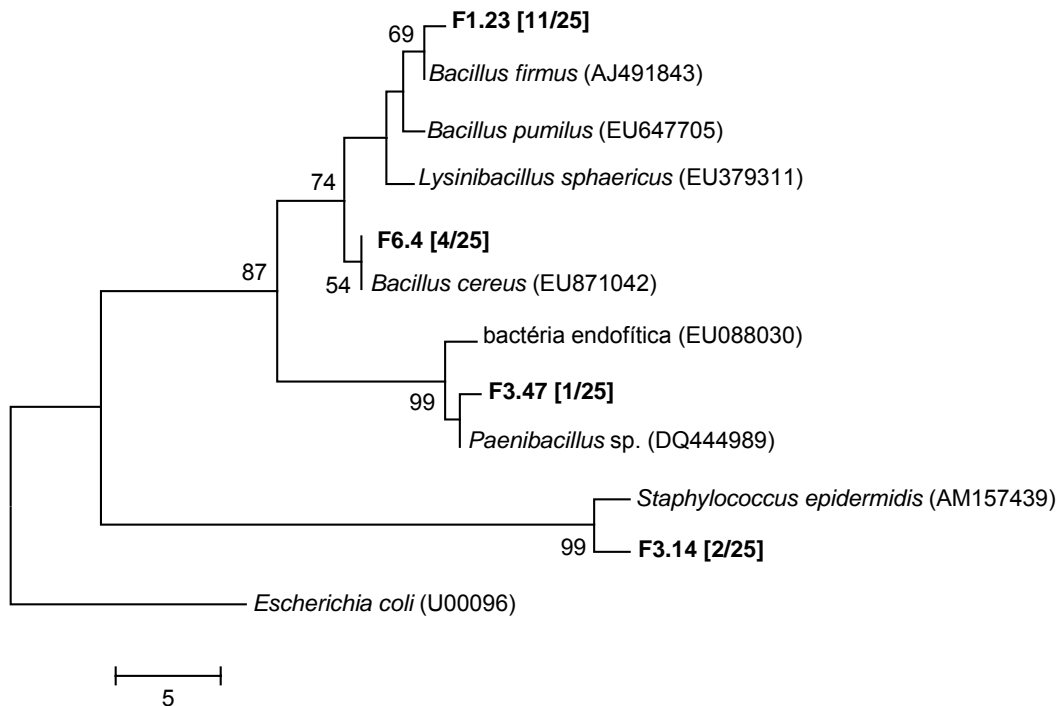 F1.23 [11/25]
69
Bacillus firmus (AJ491843)
Bacillus pumilus (EU647705)
Lysinibacillus sphaericus (EU379311)
74
F6.4 [4/25]
87
54
Bacillus cereus (EU871042)
bactéria endofítica (EU088030)
F3.47 [1/25]
99
Paenibacillus sp. (DQ444989)
Staphylococcus epidermidis (AM157439)
99
F3.14 [2/25]
Escherichia coli (U00096)
5